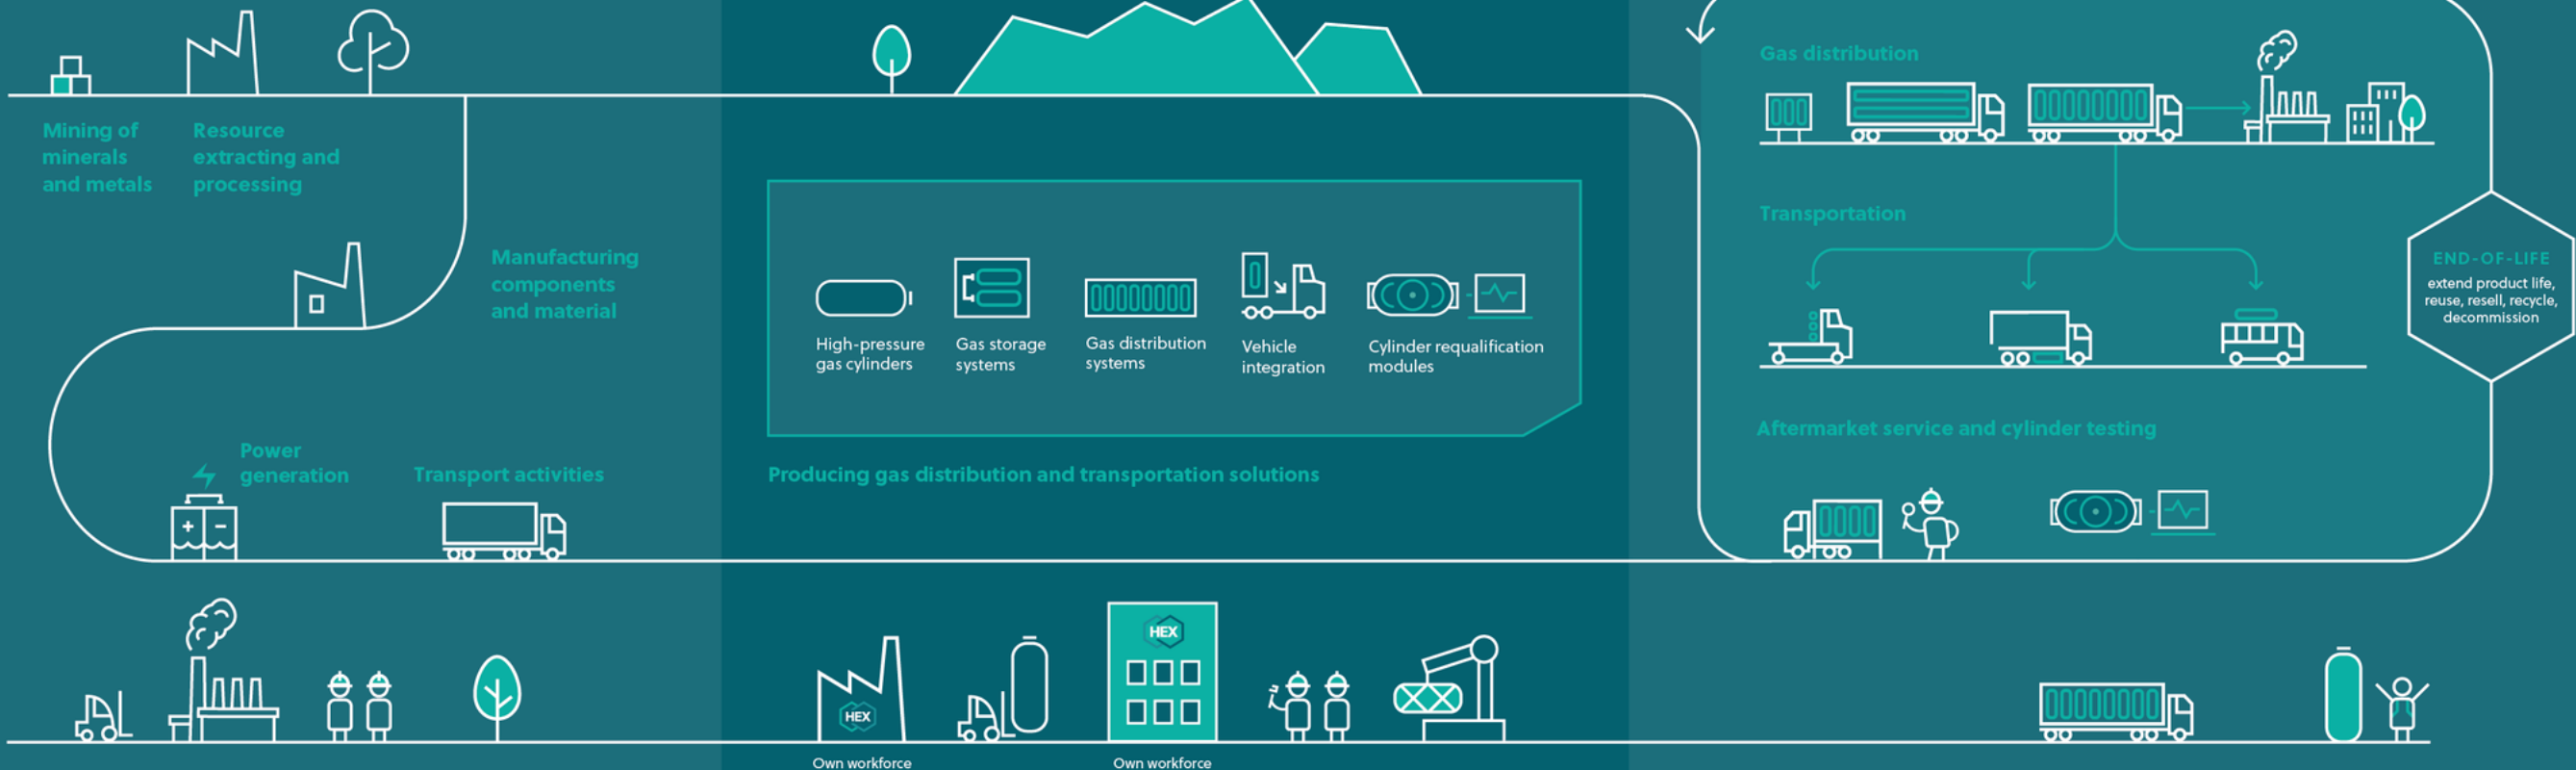 Mining of
minerals
and metals
Resource
extracting and
processing
Manufacturing
components
and material
Power
generation
Transport activities
High-pressure
gas cylinders
Gas storage
systems
Gas distribution
systems
Vehicle
integration
Cylinder requalification
modules
Producing gas distribution and transportation solutions
HEX
Own workforce
HEX
Own workforce
Gas distribution
Transportation
Aftermarket service and cylinder testing
END-OF-LIFE
extend product life,
reuse, resell, recycle,
decommission